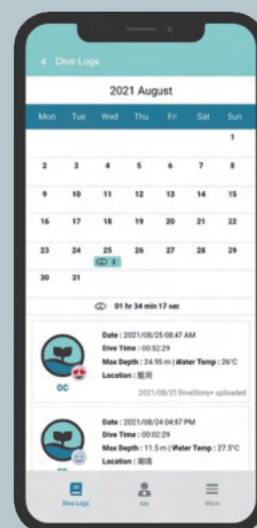 < Dive Logs
2021 August
Mon Tue Wed Thu Fri Sat Sun
1
2 3 4 5 6 7 8
9 10 11 12 13 14 15
16 17 18 19 20 21 22
23 24 25 26 27 28 29
2
30 31
01 hr 34 min 17 sec
Date : 2021/08/25 08:47 AM
Dive Time : 00:52:29
Max Depth : 24.95 m | Water Temp : 26°C
Location : 龍洞
OC
2021/08/25 DiveStory+ uploaded
Date : 2021/08/24 04:67 PM
Dive Time : 00:02:29
Max Depth : 11.5 m | Water Temp : 27.5°C
Location :
Dive Logs Me More